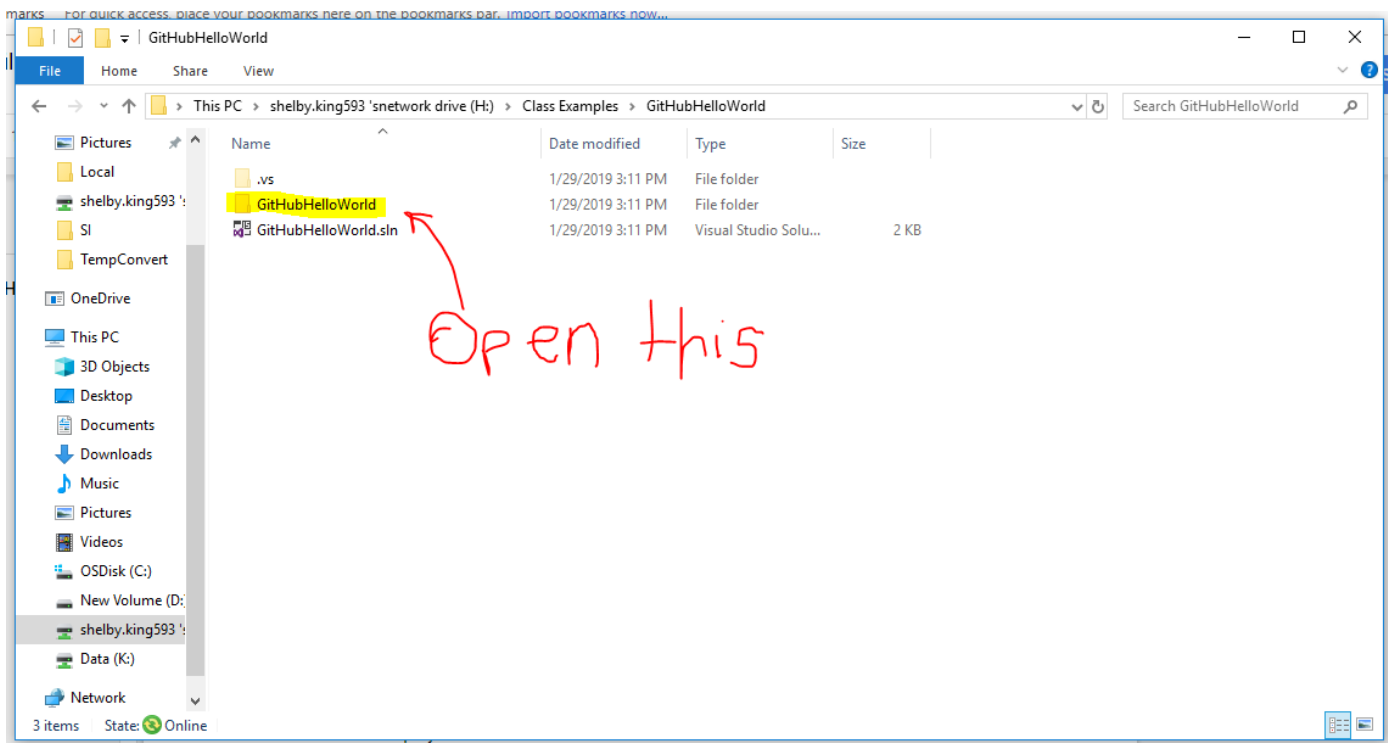 marks For quick access, place your bookmarks here on the bookmarks bar. Import bookmarks now...
GitHubHelloWorld
File Home Share View
This PC > shelby.king593 'snetwork drive (H:) > Class Examples > GitHubHelloWorld
Search GitHubHelloWorld
Name Date modified Type Size
.vs 1/29/2019 3:11 PM File folder
GitHubHelloWorld 1/29/2019 3:11 PM File folder
GitHubHelloWorld.sln 1/29/2019 3:11 PM Visual Studio Solu... 2 KB
Open this
Pictures
Local
shelby.king593 's
SI
TempConvert
OneDrive
This PC
3D Objects
Desktop
Documents
Downloads
Music
Pictures
Videos
OSDisk (C:)
New Volume (D:
shelby.king593 's
Data (K:)
Network
3 items State: Online